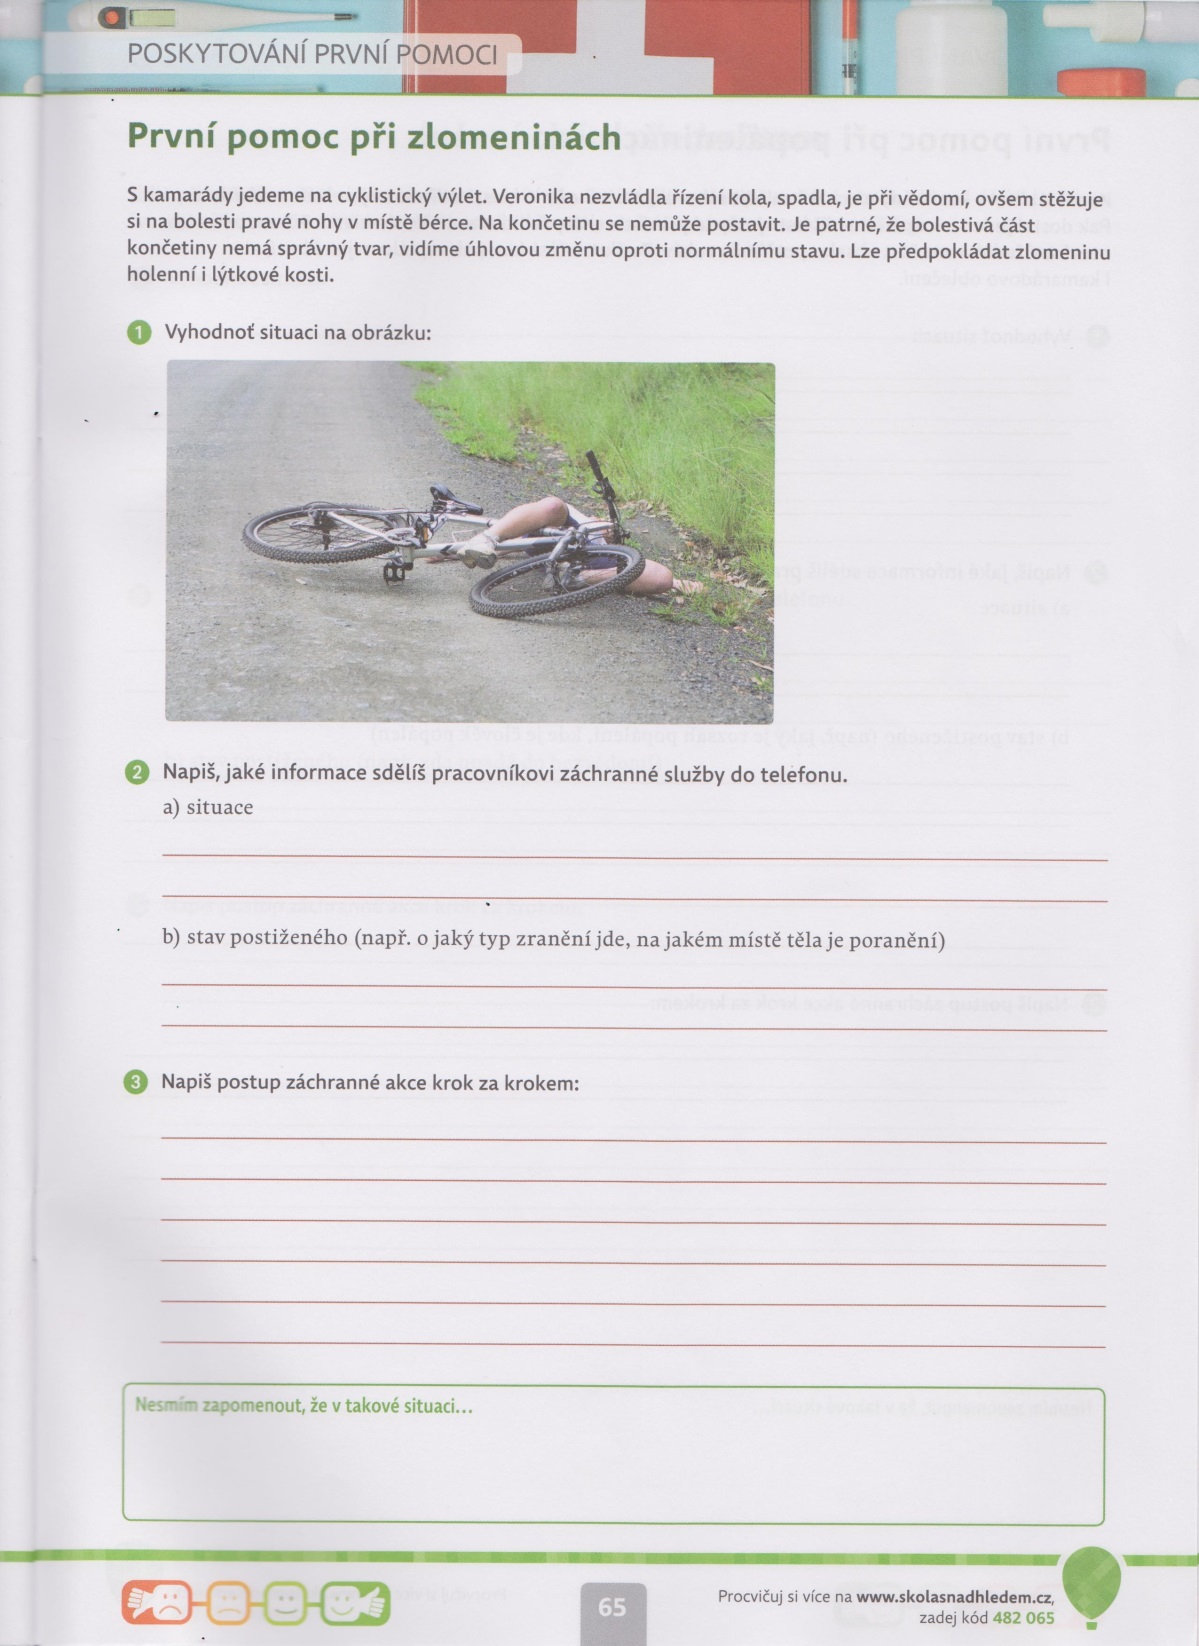 POSKYTOVÁNÍ PRVNÍ POMOCI
První pomoc při zlomeninách
S kamarády jedeme na cyklistický výlet. Veronika nezvládla řízení kola, spadla, je při vědomí, ovšem stěžuje
si na bolesti pravé nohy v místě bérce. Na končetinu se nemůže postavit. Je patrné, že bolestivá část
končetiny nemá správný tvar, vidíme úhlovou změnu oproti normálnímu stavu. Lze předpokládat zlomeninu
holenní i lýtkové kosti.
1 Vyhodnoť situaci na obrázku:
2 Napiš, jaké informace sdělíš pracovníkovi záchranné služby do telefonu.
a) situace
b) stav postiženého (např. o jaký typ zranění jde, na jakém místě těla je poranění)
3 Napiš postup záchranné akce krok za krokem:
Nesmím zapomenout, že v takové situaci...
65
Procvičuj si více na www.skolasnadhledem.cz,
zadej kód 482 065